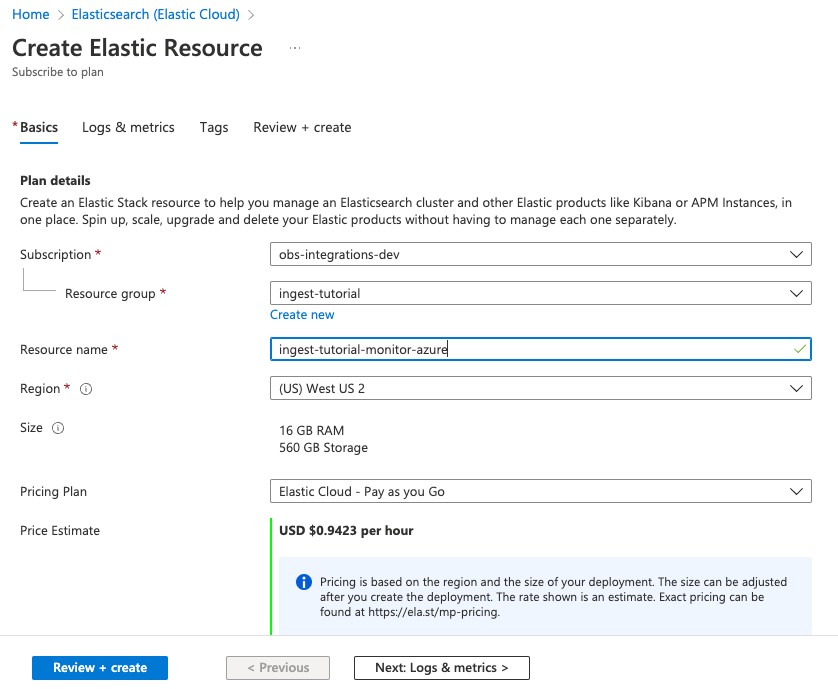 Home > Elasticsearch (Elastic Cloud) >
Create Elastic Resource ...
Subscribe to plan
* Basics Logs & metrics Tags Review + create
Plan details
Create an Elastic Stack resource to help you manage an Elasticsearch cluster and other Elastic products like Kibana or APM Instances, in
one place. Spin up, scale, upgrade and delete your Elastic products without having to manage each one separately.
Subscription * obs-integrations-dev
Resource group * ingest-tutorial
Create new
Resource name * ingest-tutorial-monitor-azure
Region * (US) West US 2
Size 16 GB RAM
560 GB Storage
Pricing Plan Elastic Cloud - Pay as you Go
Price Estimate USD $0.9423 per hour
Pricing is based on the region and the size of your deployment. The size can be adjusted
after you create the deployment. The rate shown is an estimate. Exact pricing can be
found at https://ela.st/mp-pricing.
Review + create < Previous Next: Logs & metrics >